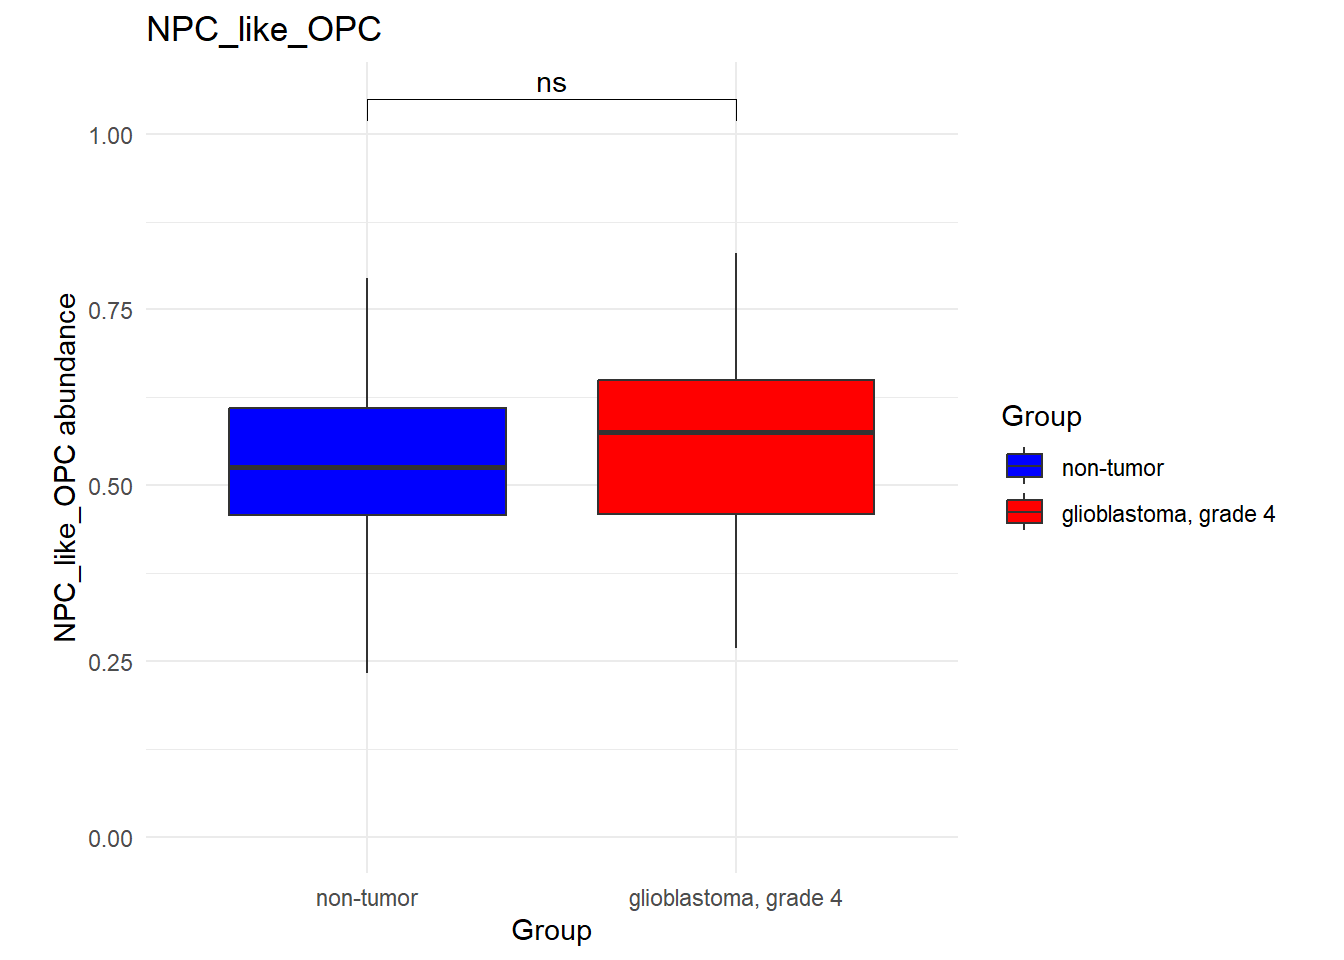 NPC_like_OPC
ns
1.00
0.75
0.50
0.25
0.00
NPC_like_OPC abundance
non-tumor
glioblastoma, grade 4
Group
Group
non-tumor
glioblastoma, grade 4